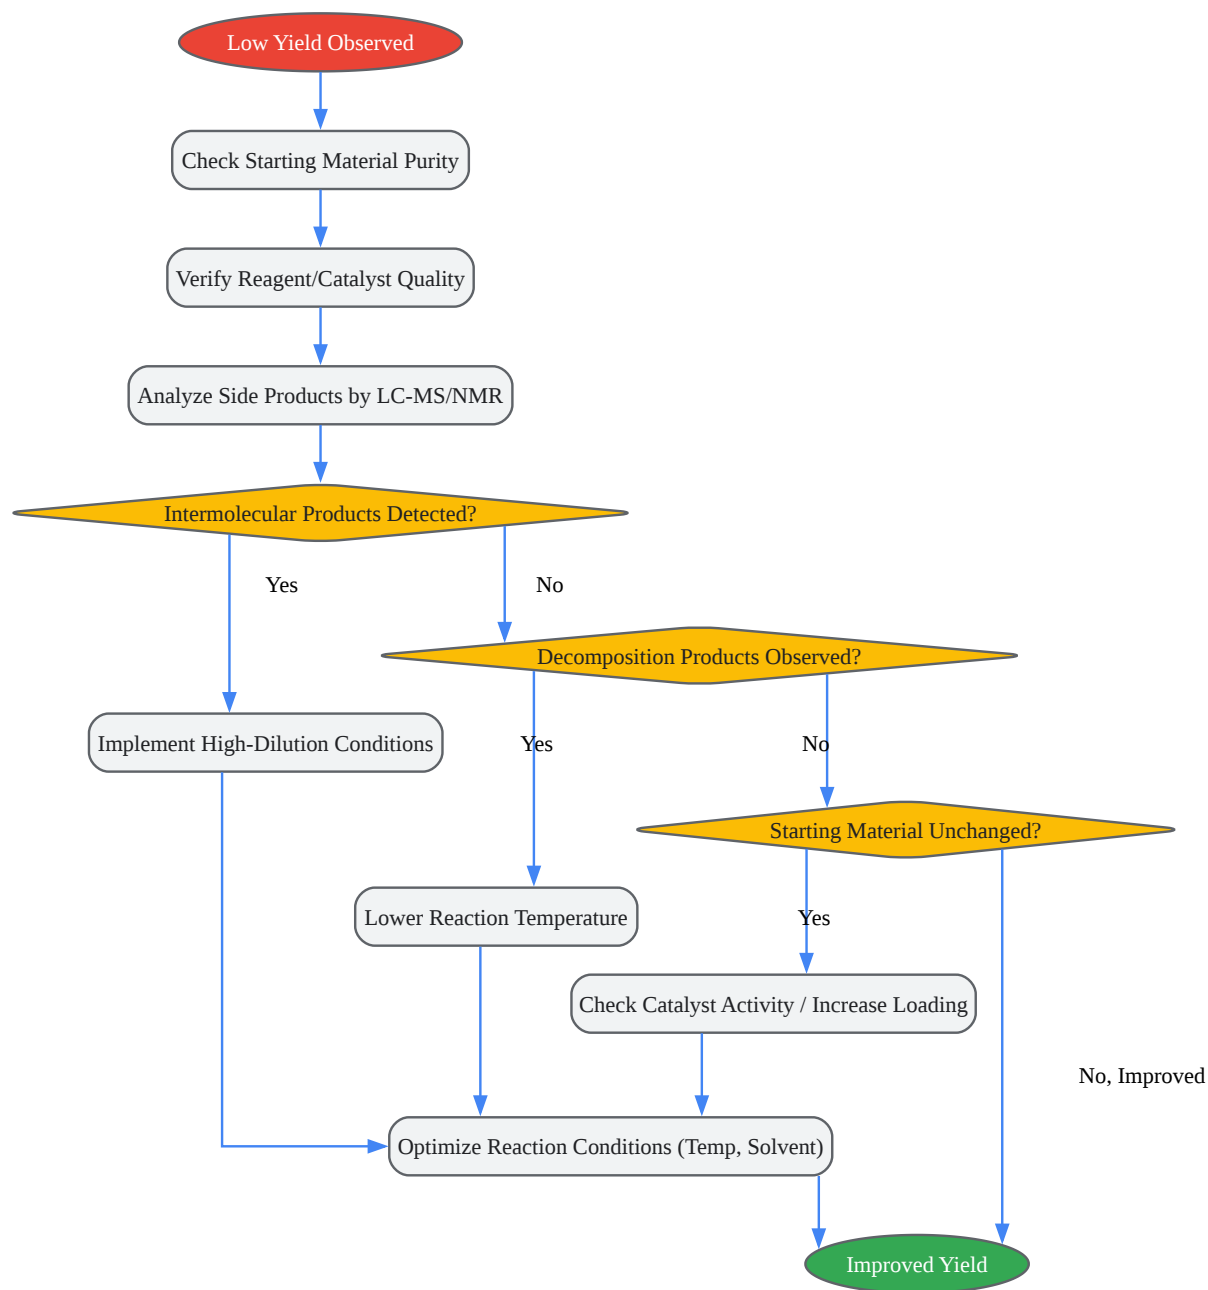 Low Yield Observed
Check Starting Material Purity
Verify Reagent/Catalyst Quality
Analyze Side Products by LC-MS/NMR
Intermolecular Products Detected?
Yes
No
Decomposition Products Observed?
Implement High-Dilution Conditions
Yes
No
Starting Material Unchanged?
Lower Reaction Temperature
Yes
Check Catalyst Activity / Increase Loading
No, Improved
Optimize Reaction Conditions (Temp, Solvent)
Improved Yield